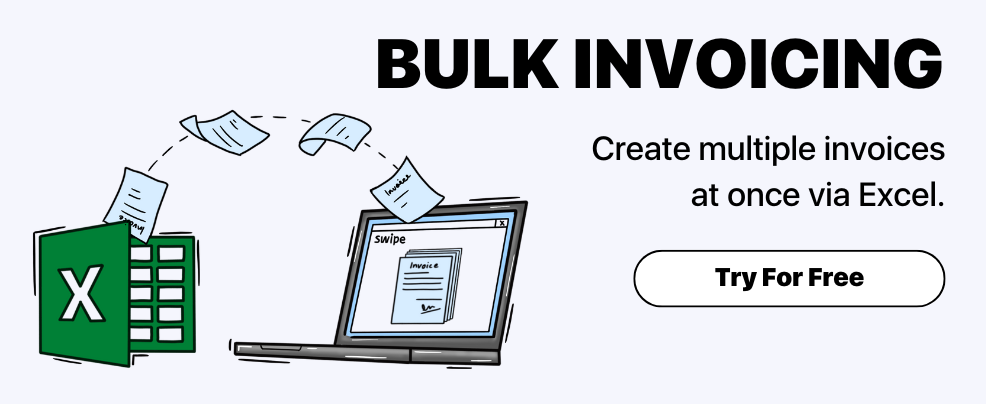 BULK INVOICING
Create multiple invoices
at once via Excel.
Try For Free
Invoice
Invoice
X
X
Swipe
Invoice